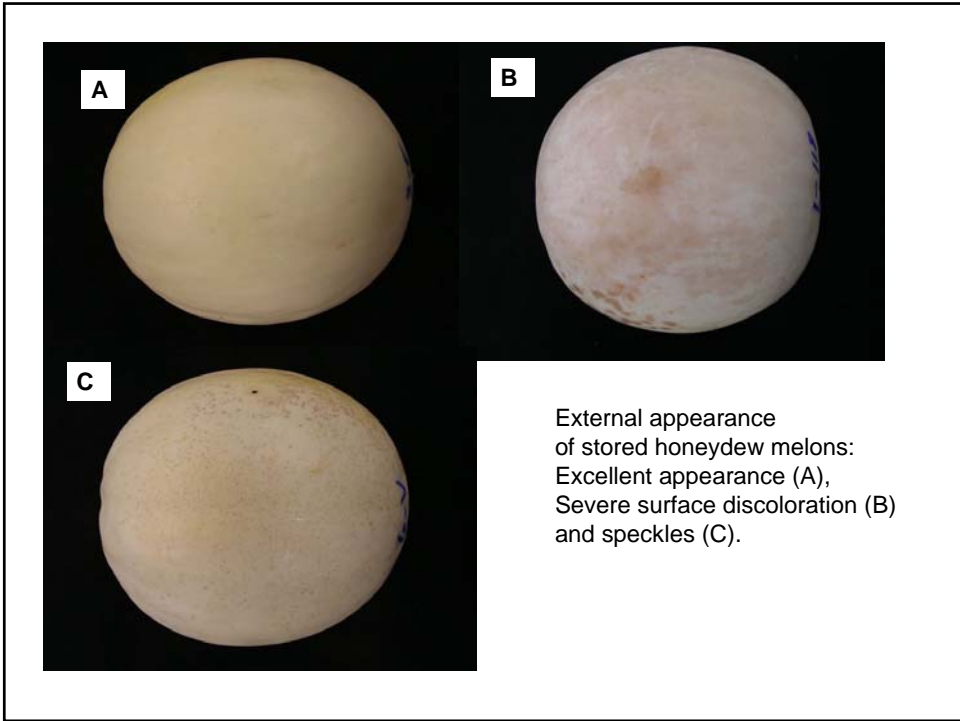 A
B
C
External appearance
of stored honeydew melons:
Excellent appearance (A),
Severe surface discoloration (B)
and speckles (C).